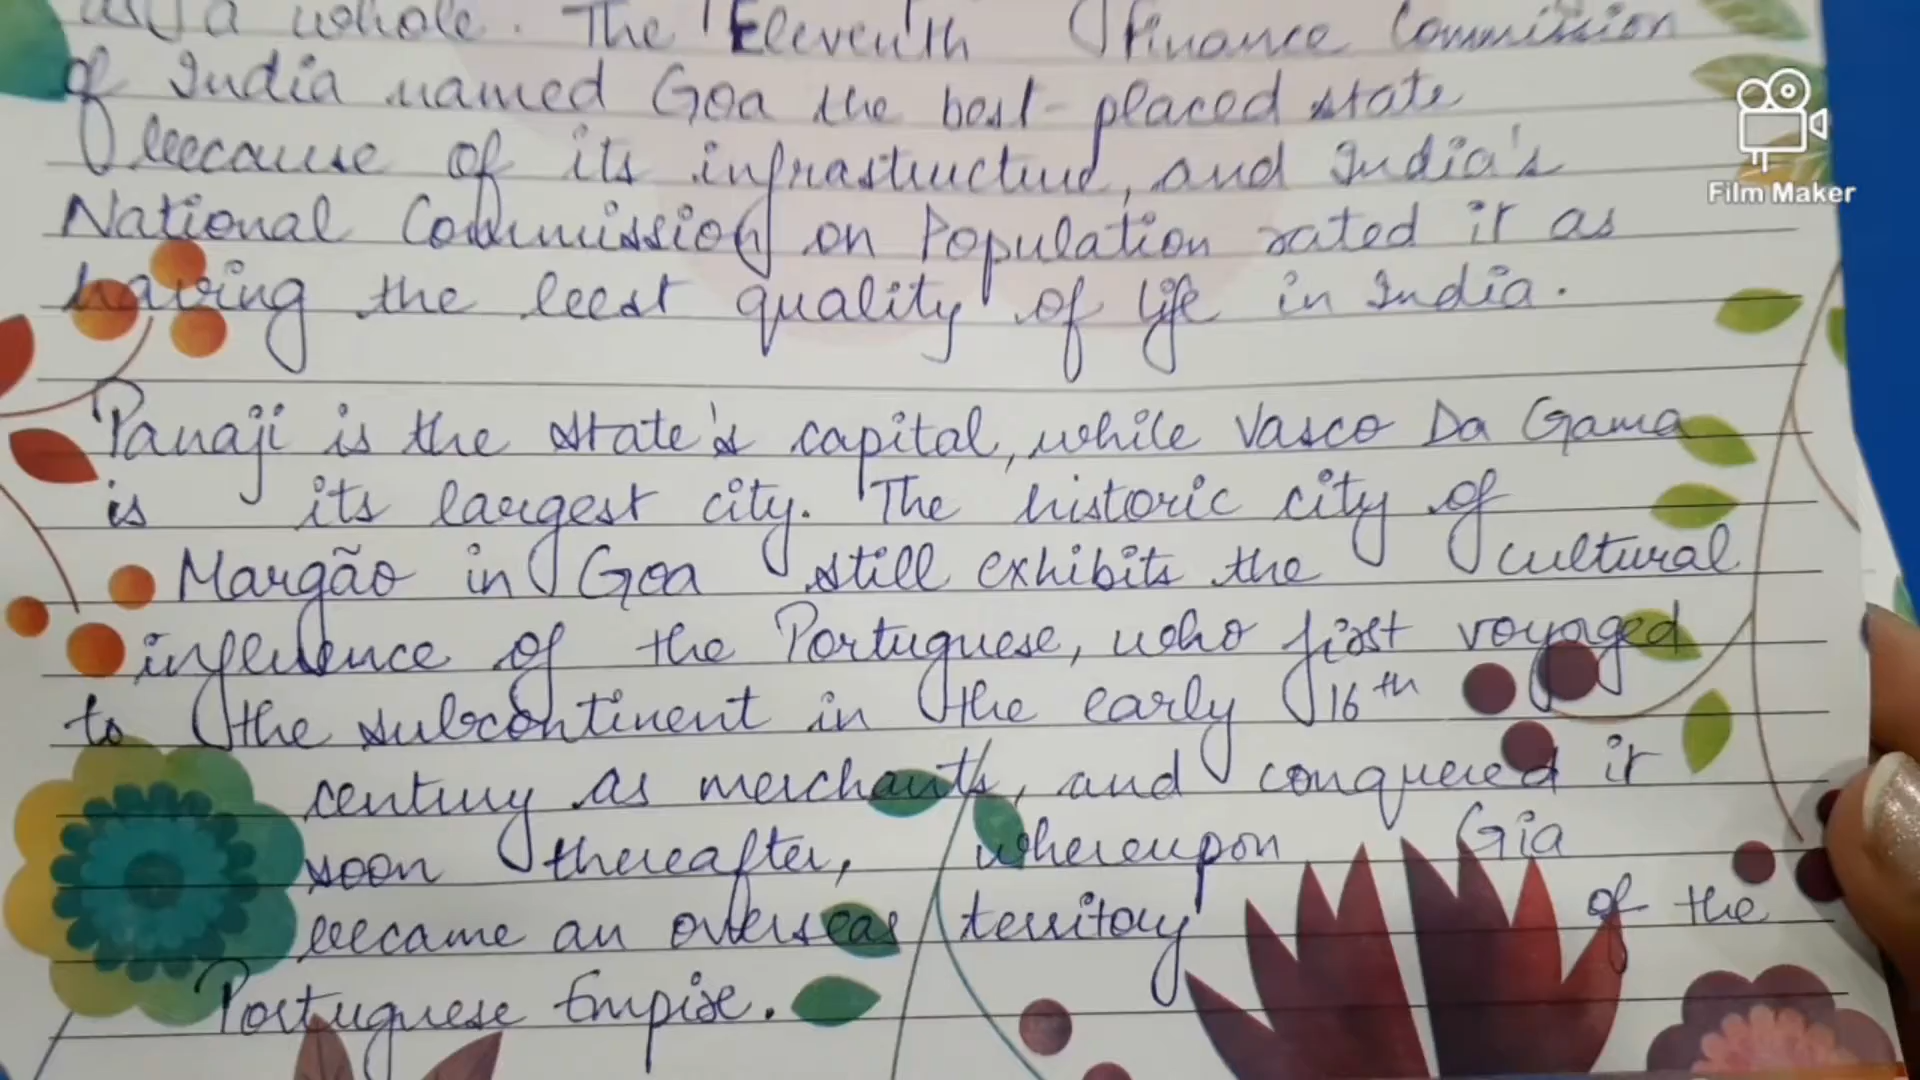 as a whole. The Eleventh Finance Commission
of India named Goa the best-placed state
because of its infrastructure, and India's
National Commission on Population rated it as
having the best quality of life in India.
Panaji is the state's capital, while Vasco Da Gama
is its largest city. The historic city of
Margão in Goa still exhibits the cultural
influence of the Portuguese, who first voyaged
to the subcontinent in the early 16th
century as merchants, and conquered it
soon thereafter, whereupon Gia
became an overseas territory of the
Portuguese Empire.
Film Maker